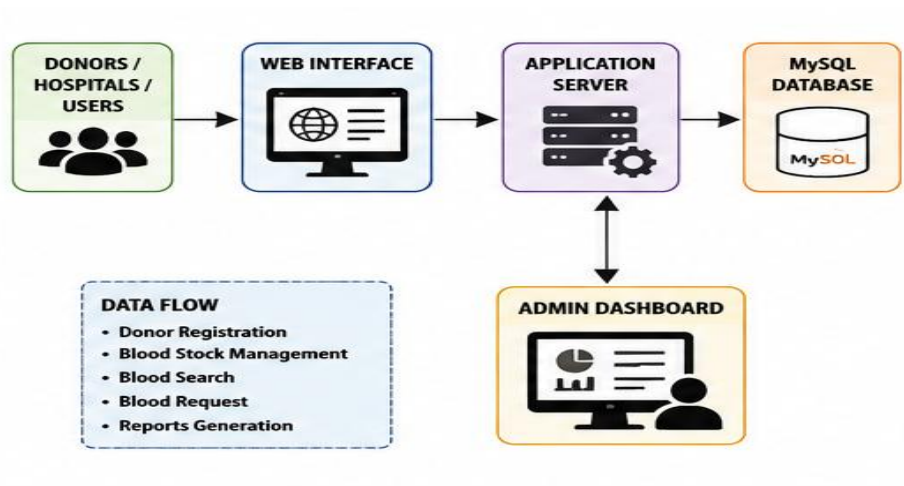 DONORS /
HOSPITALS /
USERS
WEB INTERFACE
APPLICATION
SERVER
MySQL
DATABASE
MySOL
DATA FLOW
• Donor Registration
• Blood Stock Management
• Blood Search
• Blood Request
• Reports Generation
ADMIN DASHBOARD